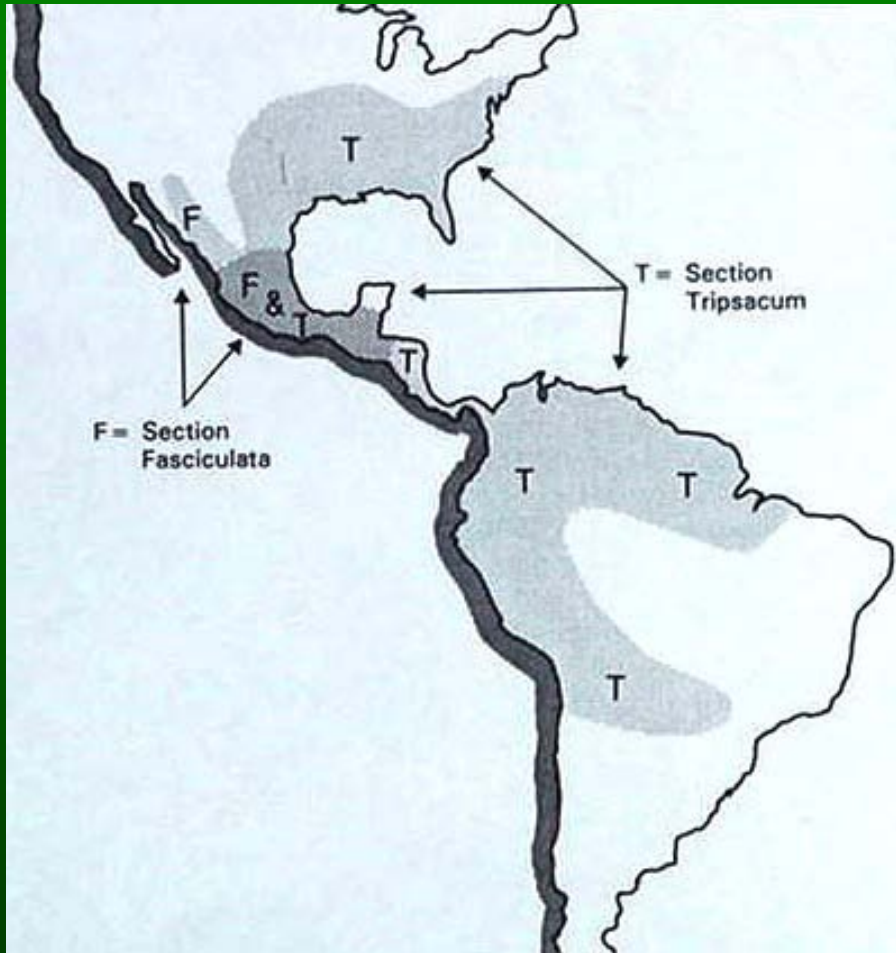 T
F
F
&
T
T
T = Section
Tripsacum
F = Section
Fasciculata
T
T
T